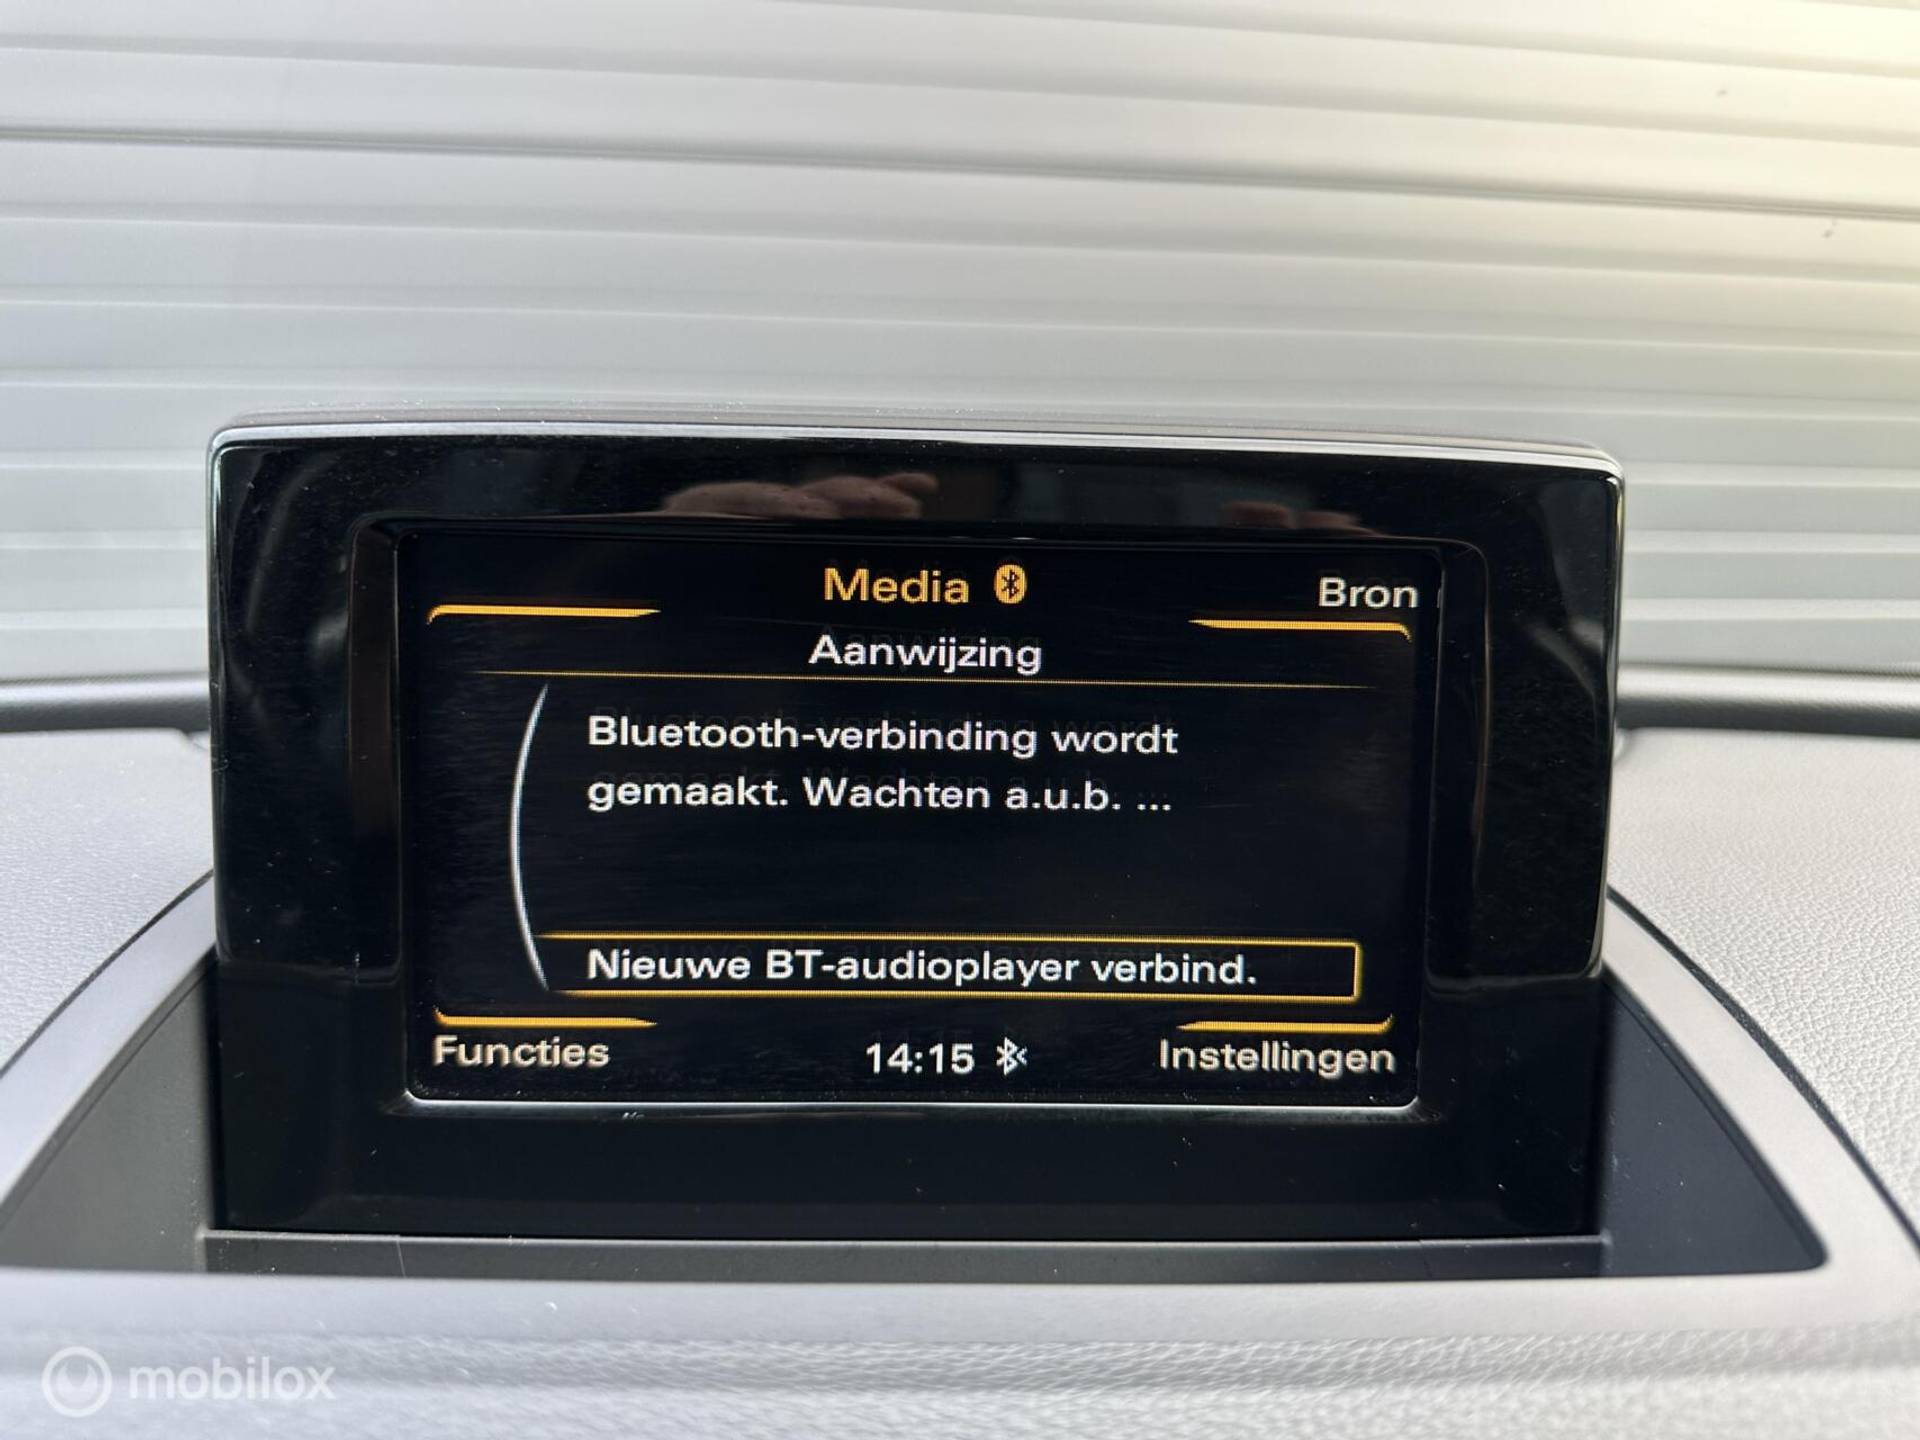 Media
Bron
Aanwijzing
Bluetooth-verbinding wordt
gemaakt. Wachten a.u.b. ...
Nieuwe BT-audioplayer verbind.
Functies
14:15
Instellingen
mobilox